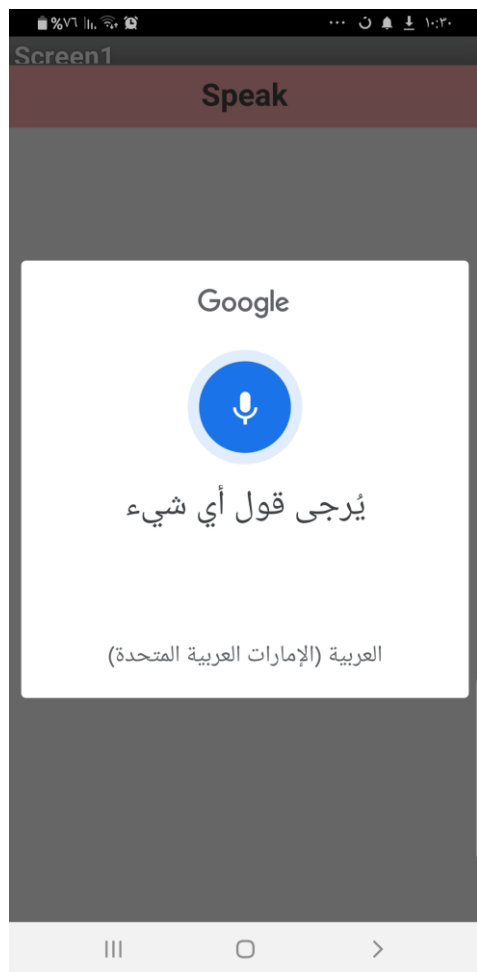 %٧٦ ١٠:٣٠
Screen1
Speak
Google
يُرجى قول أي شيء
العربية (الإمارات العربية المتحدة)